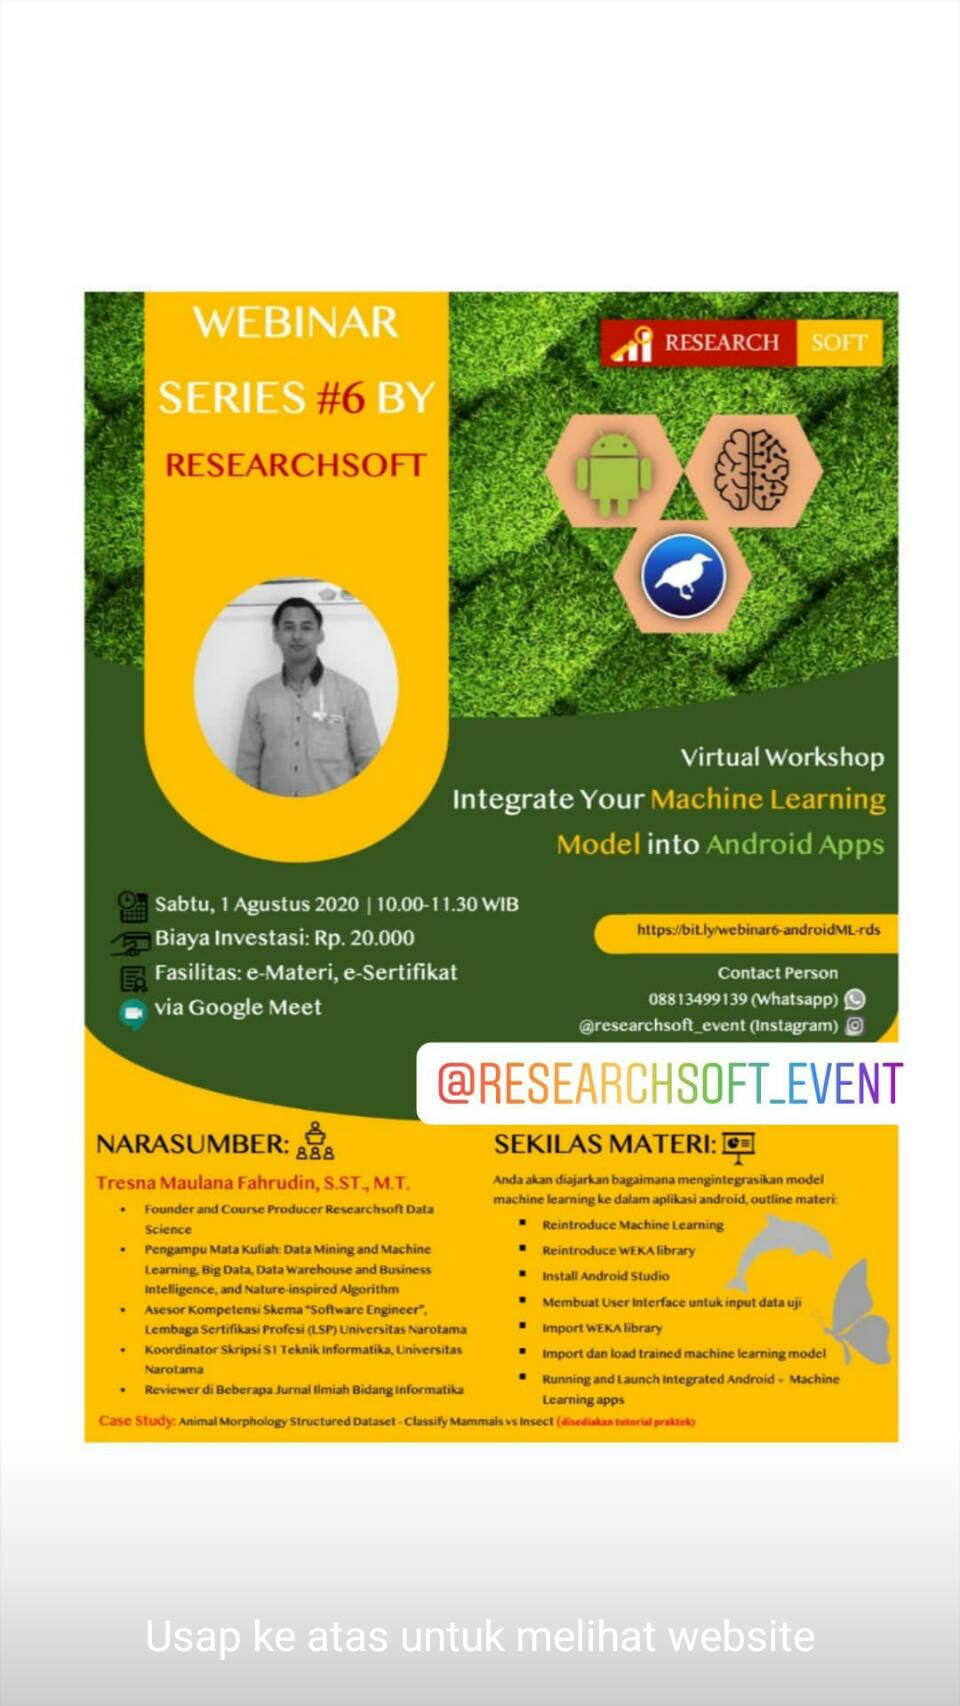 WEBINAR
SERIES #6 BY
RESEARCHSOFT
RESEARCH SOFT
Virtual Workshop
Integrate Your Machine Learning
Model into Android Apps
Sabtu, 1 Agustus 2020 | 10.00-11.30 WIB
Biaya Investasi: Rp. 20.000
Fasilitas: e-Materi, e-Sertifikat
via Google Meet
https://bit.ly/webinar6-androidML-rds
Contact Person
08813499139 (Whatsapp)
@researchsoft_event (Instagram)
@RESEARCHSOFT_EVENT
NARASUMBER:
Tresna Maulana Fahrudin, S.ST., M.T.
• Founder and Course Producer Researchsoft Data
Science
• Pengampu Mata Kuliah: Data Mining and Machine
Learning, Big Data, Data Warehouse and Business
Intelligence, and Nature-inspired Algorithm
• Asesor Kompetensi Skema "Software Engineer",
Lembaga Sertifikasi Profesi (LSP) Universitas Narotama
• Koordinator Skripsi S1 Teknik Informatika, Universitas
Narotama
• Reviewer di Beberapa Jurnal Ilmiah Bidang Informatika
SEKILAS MATERI:
Anda akan diajarkan bagaimana mengintegrasikan model
machine learning ke dalam aplikasi android, outline materi:
▪ Reintroduce Machine Learning
▪ Reintroduce WEKA library
▪ Install Android Studio
▪ Membuat User Interface untuk input data uji
▪ Import WEKA library
▪ Import dan load trained machine learning model
▪ Running and Launch Integrated Android + Machine
Learning apps
Case Study: Animal Morphology Structured Dataset - Classify Mammals vs Insect (disediakan tutorial praktek)
Usap ke atas untuk melihat website